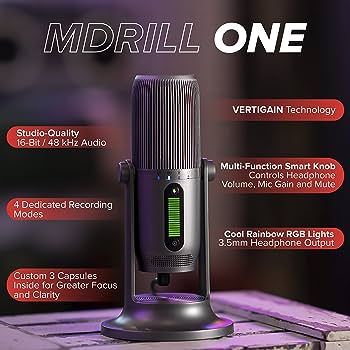 MDRILL ONE
VERTIGAIN Technology
Studio-Quality
16-Bit / 48 kHz Audio
Multi-Function Smart Knob
Controls Headphone
Volume, Mic Gain and Mute
4 Dedicated Recording
Modes
Cool Rainbow RGB Lights
3.5mm Headphone Output
Custom 3 Capsules
Inside for Greater Focus
and Clarity